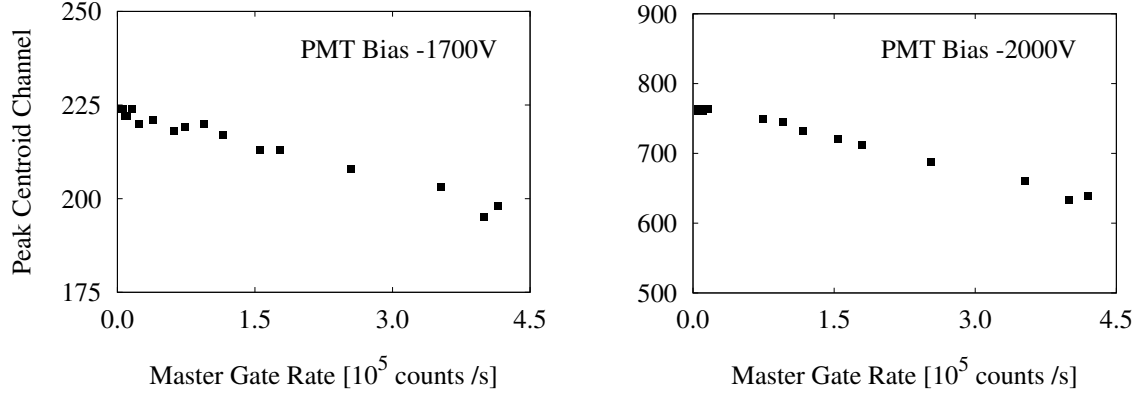 250
225
200
175
Peak Centroid Channel
PMT Bias -1700V
0.0 1.5 3.0 4.5
Master Gate Rate [10^5 counts /s]
900
800
700
600
500
PMT Bias -2000V
0.0 1.5 3.0 4.5
Master Gate Rate [10^5 counts /s]